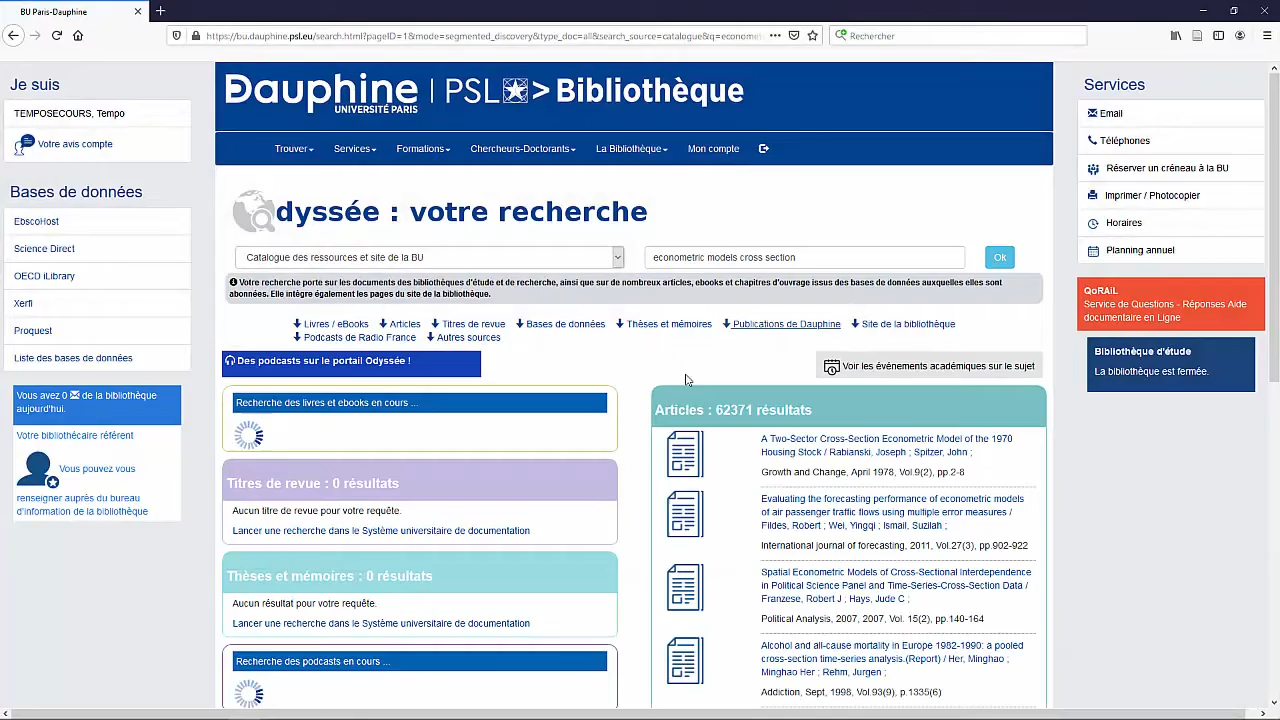 BU Paris-Dauphine
https://bu.dauphine.psl.eu/search.html?pageID=1&mode=segmented_discovery&type_doc=all&search_source=catalogue&q=economet
Rechercher
Je suis
TEMPOSECOURS, Tempo
Votre avis compte
Bases de données
EbscoHost
Science Direct
OECD iLibrary
Xerfi
Proquest
Liste des bases de données
Vous avez 0 de la bibliothèque
aujourd'hui.
Votre bibliothécaire référent
Vous pouvez vous
renseigner auprès du bureau
d'information de la bibliothèque
Dauphine | PSL > Bibliothèque
UNIVERSITÉ PARIS
Trouver Services Formations Chercheurs-Doctorants La Bibliothèque Mon compte
dyssée : votre recherche
Catalogue des ressources et site de la BU
econometric models cross section
Ok
Votre recherche porte sur les documents des bibliothèques d'étude et de recherche, ainsi que sur de nombreux articles, ebooks et chapitres d'ouvrage issus des bases de données auxquelles elles sont
abonnées. Elle intègre également les pages du site de la bibliothèque.
Livres / eBooks Articles Titres de revue Bases de données Thèses et mémoires Publications de Dauphine Site de la bibliothèque
Podcasts de Radio France Autres sources
Des podcasts sur le portail Odyssée !
Voir les événements académiques sur le sujet
Recherche des livres et ebooks en cours ...
Titres de revue : 0 résultats
Aucun titre de revue pour votre requête.
Lancer une recherche dans le Système universitaire de documentation
Thèses et mémoires : 0 résultats
Aucun résultat pour votre requête.
Lancer une recherche dans le Système universitaire de documentation
Recherche des podcasts en cours ...
Articles : 62371 résultats
A Two-Sector Cross-Section Econometric Model of the 1970
Housing Stock / Rabianski, Joseph ; Spitzer, John ;
Growth and Change, April 1978, Vol.9(2), pp.2-8
Evaluating the forecasting performance of econometric models
of air passenger traffic flows using multiple error measures /
Fildes, Robert ; Wei, Yingqi ; Ismail, Suzilah ;
International journal of forecasting, 2011, Vol.27(3), pp.902-922
Spatial Econometric Models of Cross-Sectional Interdependence
in Political Science Panel and Time-Series-Cross-Section Data /
Franzese, Robert J ; Hays, Jude C ;
Political Analysis, 2007, 2007, Vol. 15(2), pp.140-164
Alcohol and all-cause mortality in Europe 1982-1990: a pooled
cross-section time-series analysis.(Report) / Her, Minghao ;
Minghao Her ; Rehm, Jurgen ;
Addiction, Sept, 1998, Vol.93(9), p.1335(6)
Services
Email
Téléphones
Réserver un créneau à la BU
Imprimer / Photocopier
Horaires
Planning annuel
QoRAiL
Service de Questions - Réponses Aide
documentaire en Ligne
Bibliothèque d'étude
La bibliothèque est fermée.